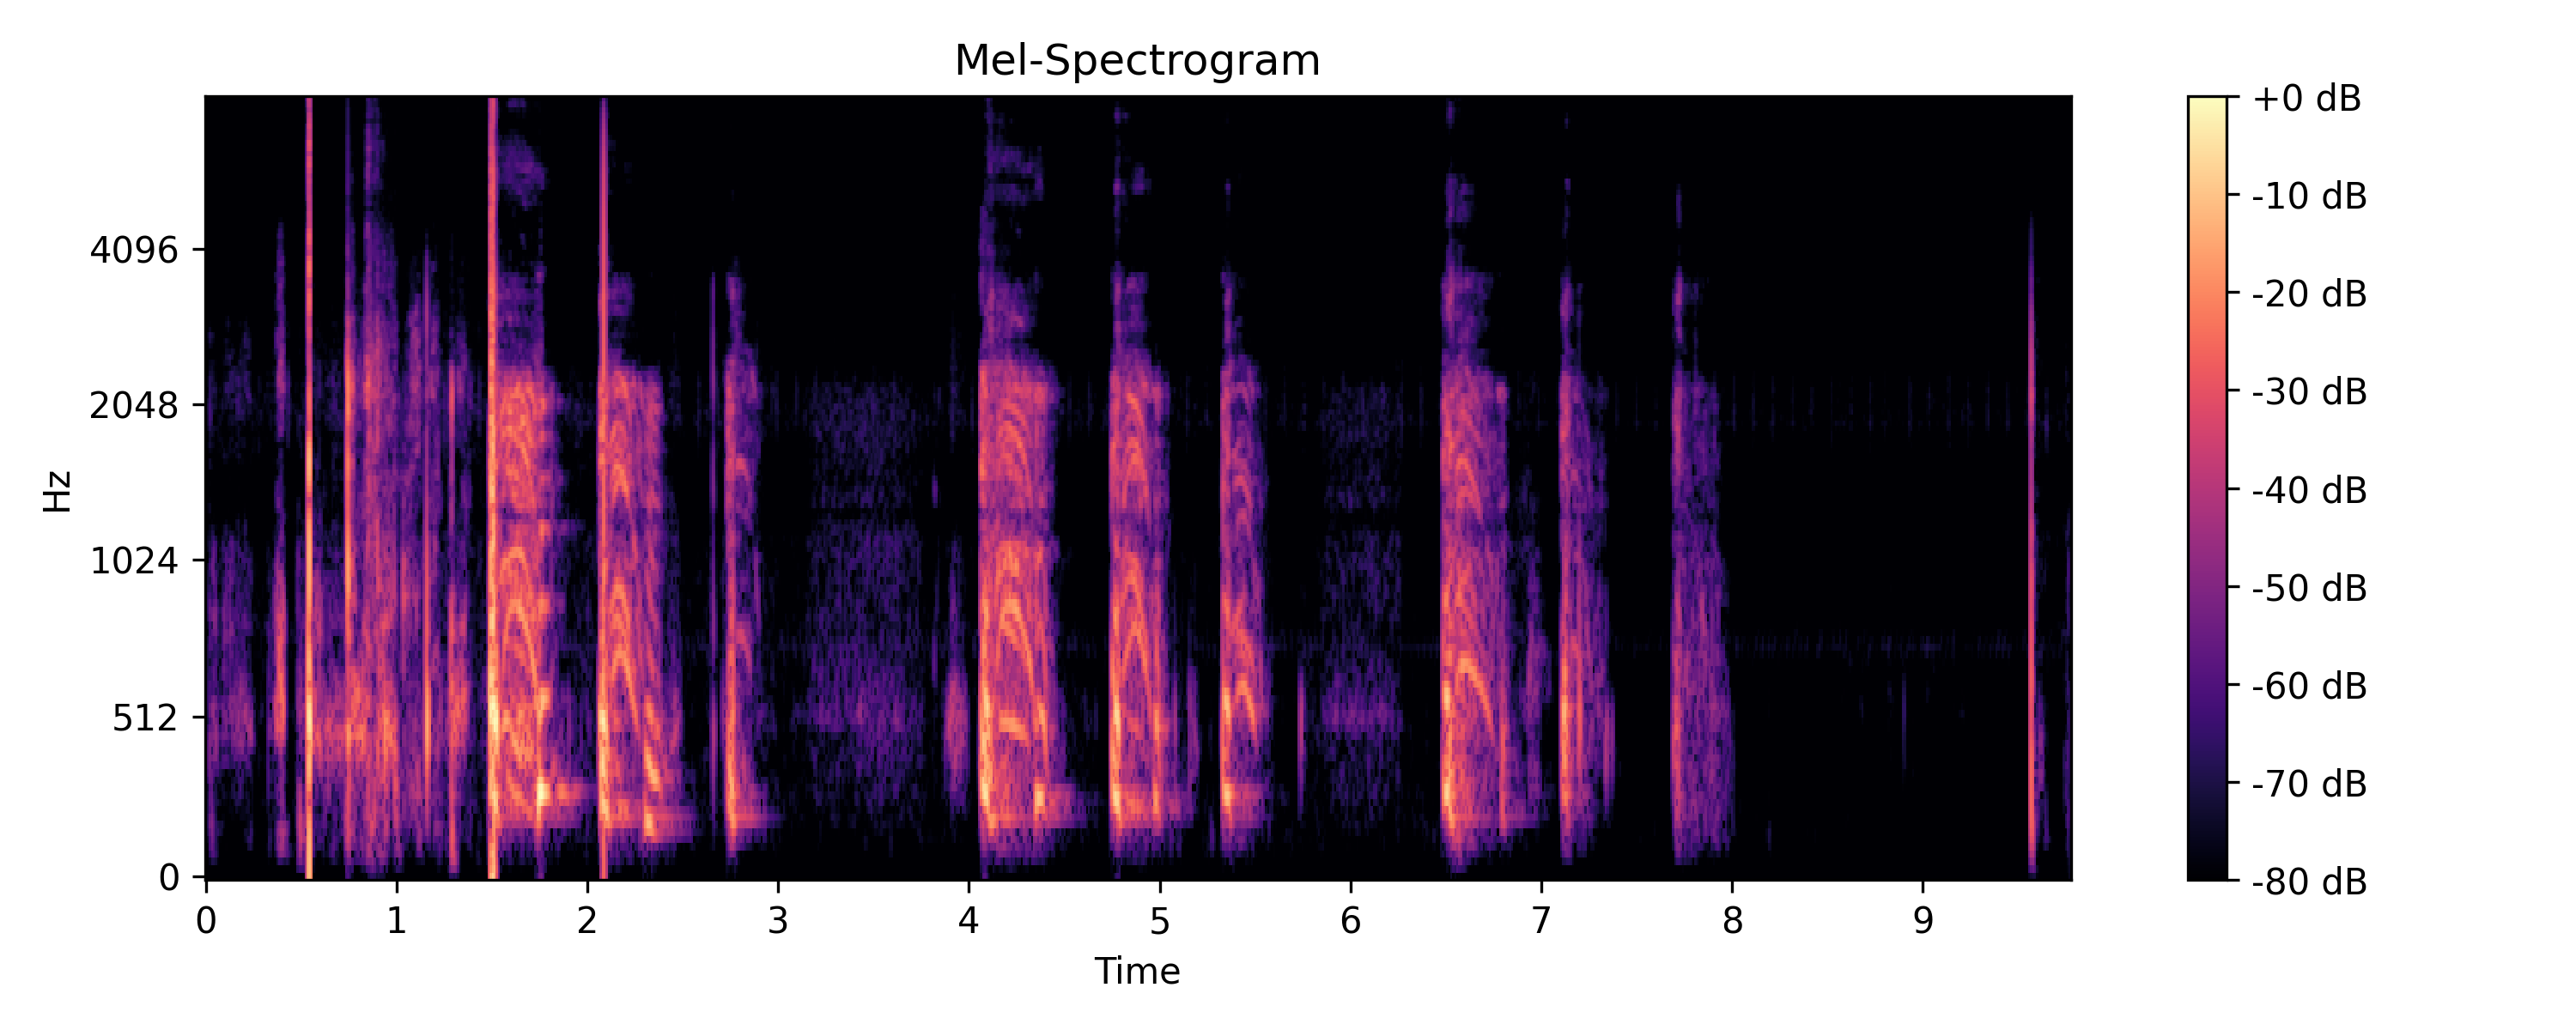 Mel-Spectrogram
Hz
4096
2048
1024
512
0
0 1 2 3 4 5 6 7 8 9
Time
+0 dB
-10 dB
-20 dB
-30 dB
-40 dB
-50 dB
-60 dB
-70 dB
-80 dB